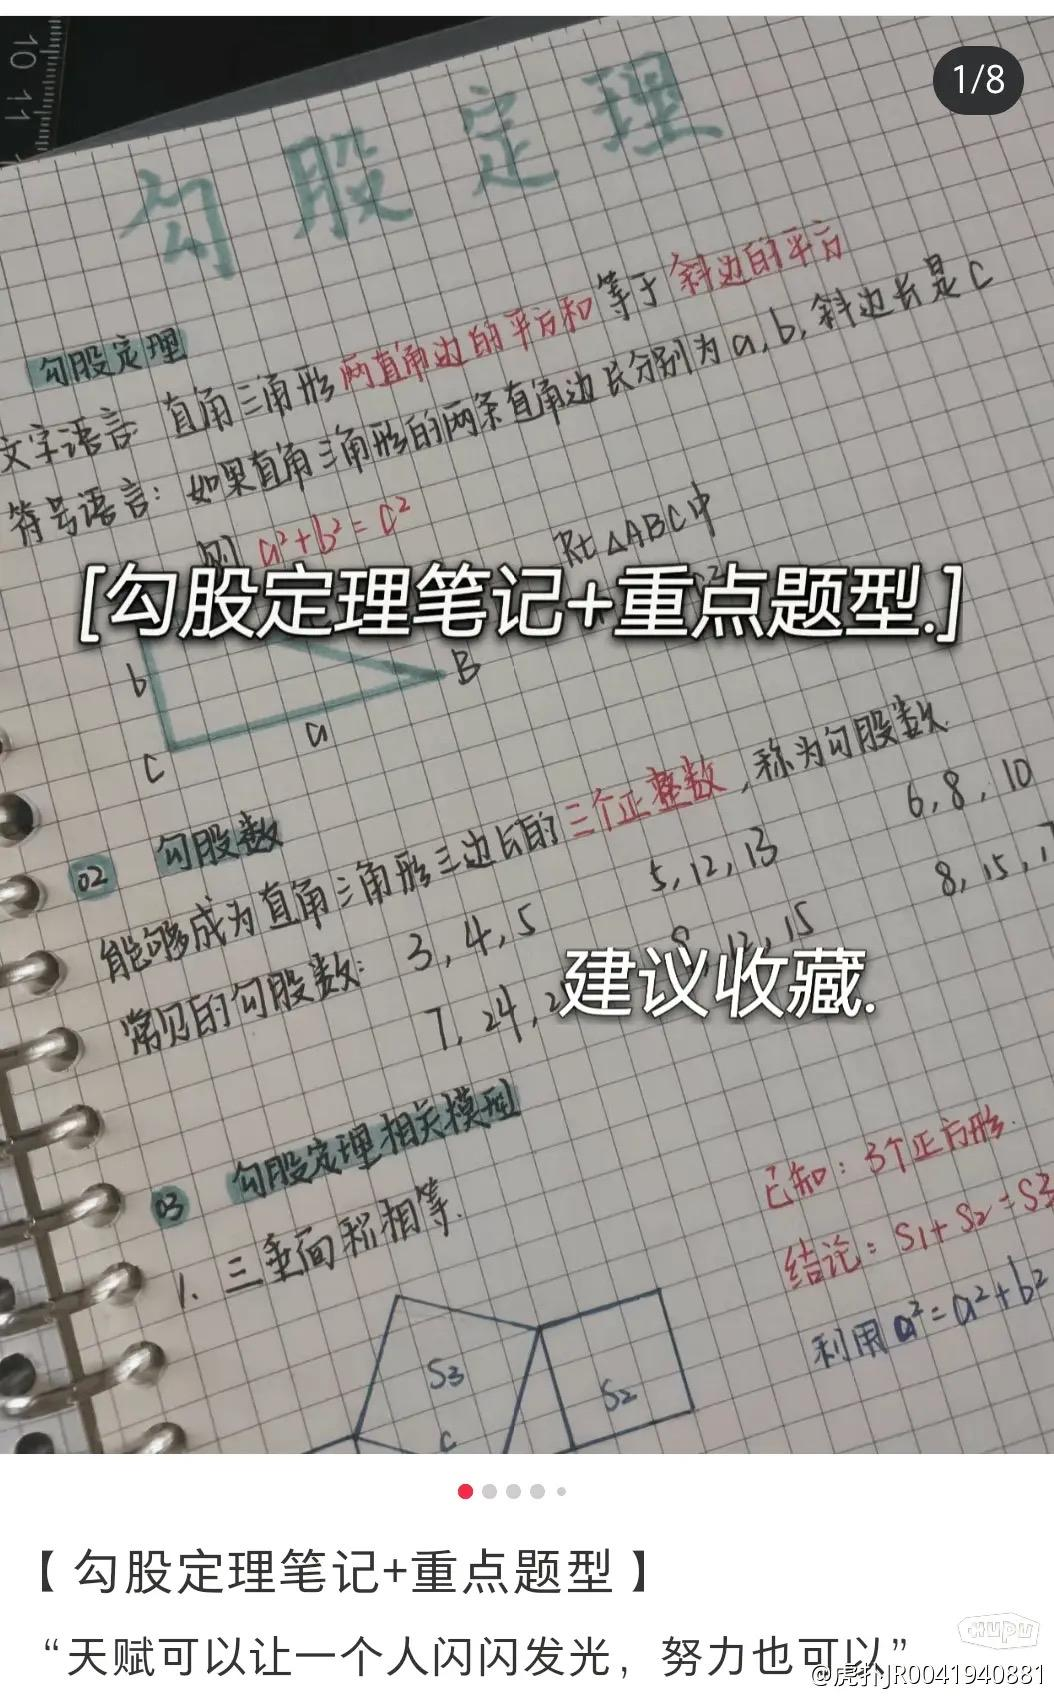 10 11
1/8
勾股定理
勾股定理
文字语言:直角三角形两直角边的平方和等于斜边的平方
符号语言:如果直角三角形的两条直角边长分别为a,b,斜边长是c
则 a²+b²=c²
Rt△ABC中
[勾股定理笔记+重点题型.]
b
B
a
C
02 勾股数
能够成为直角三角形三边长的三个正整数,称为勾股数
常见的勾股数: 3,4,5 5,12,13 6,8,10
7,24,2 9,12,15 8,15,1
建议收藏.
03 勾股定理相关模型
1. 三垂面积相等.
已知:3个正方形.
结论:S1+S2=S3
利用a²=a²+b²
S3
S2
c
【 勾股定理笔记+重点题型 】
“天赋可以让一个人闪闪发光,努力也可以”
HUPU
@虎扑JR0041940881